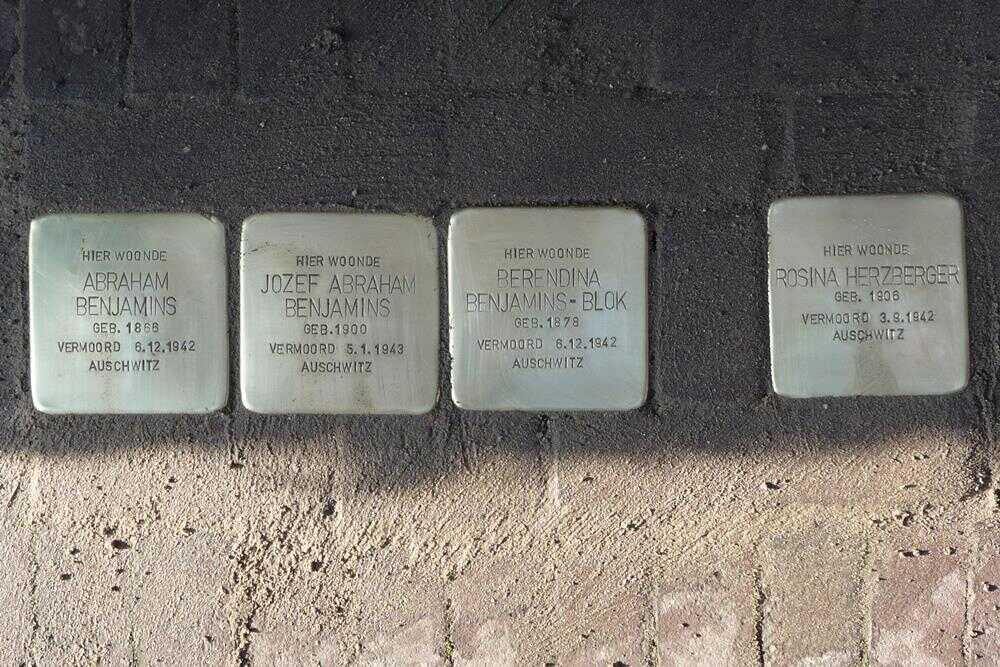 HIER WOONDE
ABRAHAM
BENJAMINS
GEB. 1866
VERMOORD 6.12.1942
AUSCHWITZ
HIER WOONDE
JOZEF ABRAHAM
BENJAMINS
GEB. 1900
VERMOORD 5.1.1943
AUSCHWITZ
HIER WOONDE
BERENDINA
BENJAMINS-BLOK
GEB. 1878
VERMOORD 6.12.1942
AUSCHWITZ
HIER WOONDE
ROSINA HERZBERGER
GEB. 1906
VERMOORD 3.9.1942
AUSCHWITZ